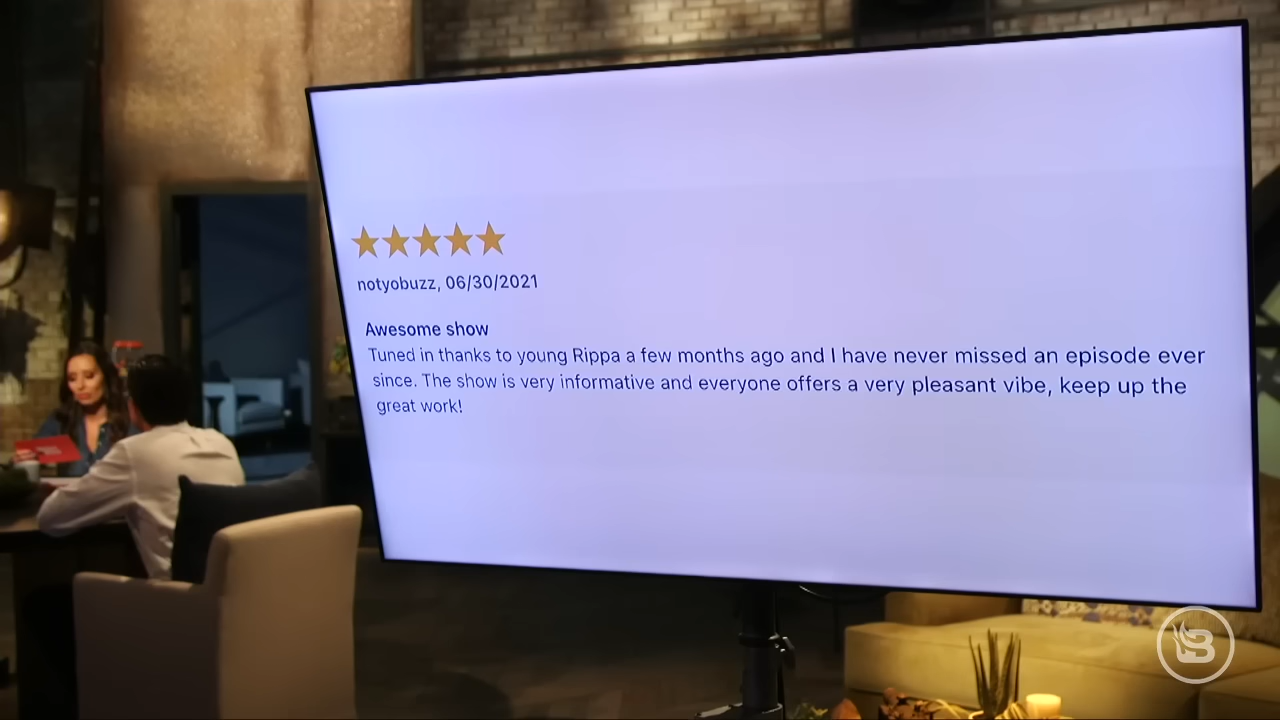 notyobuzz, 06/30/2021
Awesome show
Tuned in thanks to young Rippa a few months ago and I have never missed an episode ever
since. The show is very informative and everyone offers a very pleasant vibe, keep up the
great work!